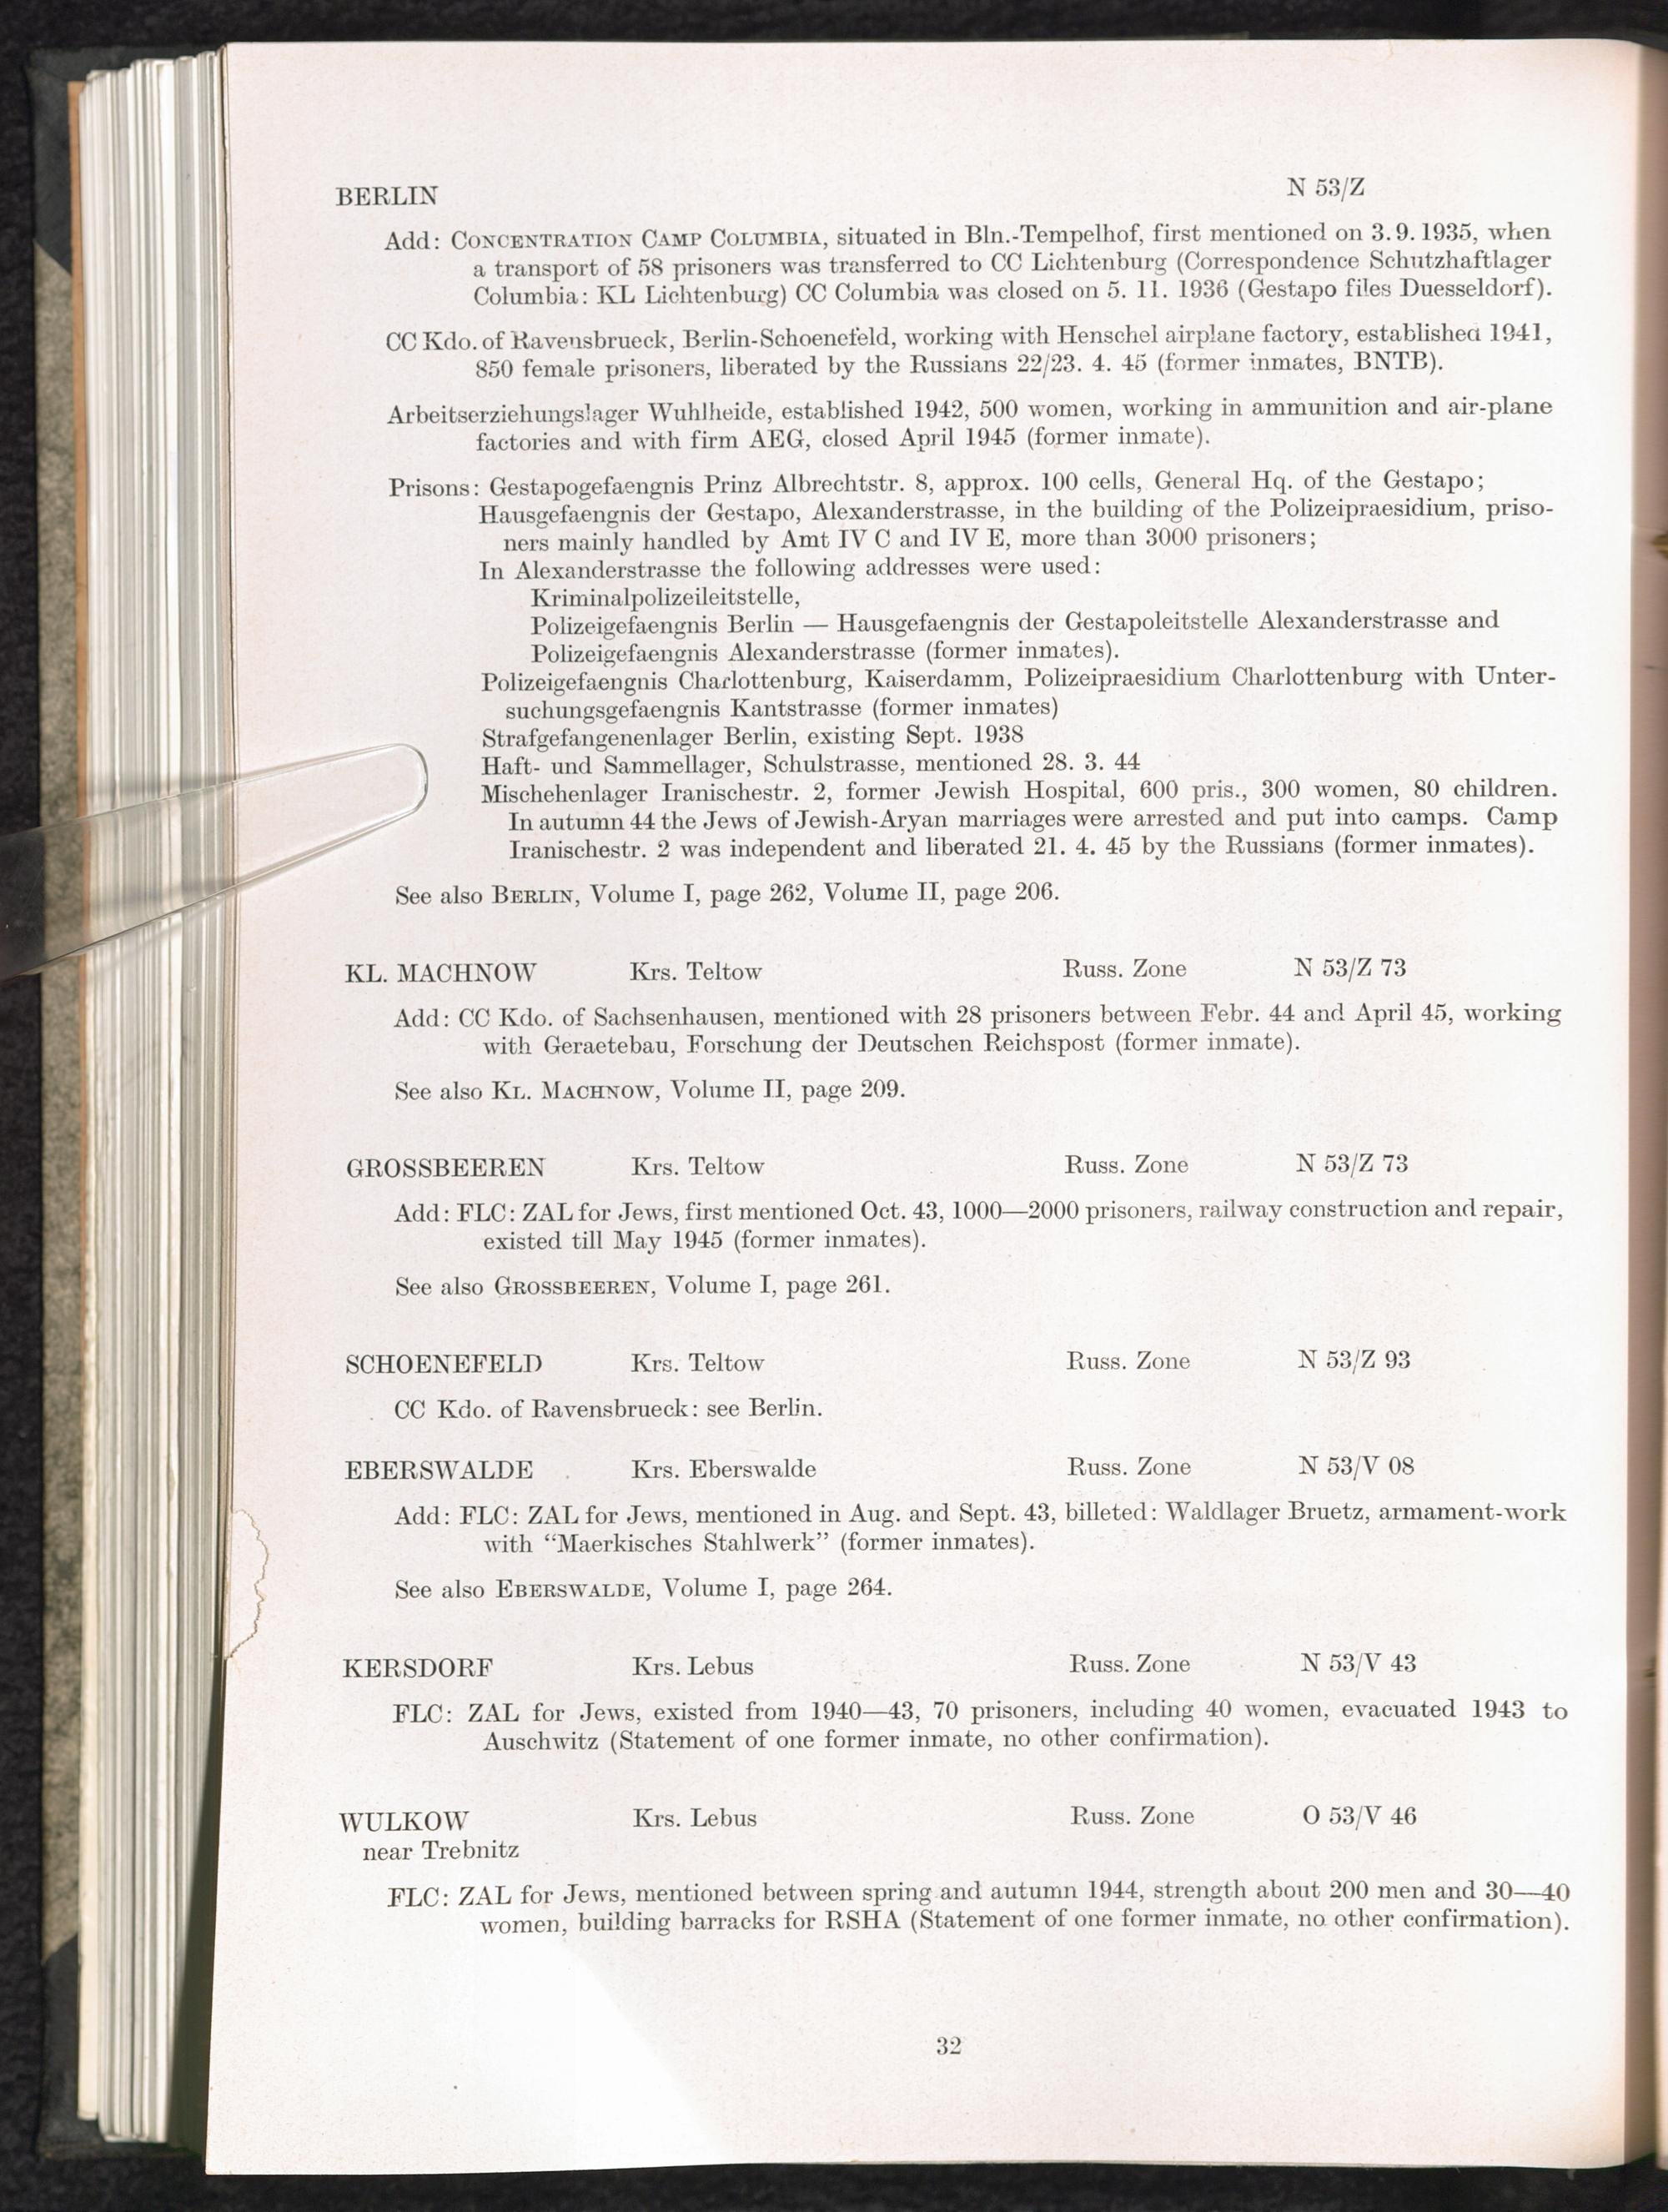 BERLIN N 53/Z
Add: CONCENTRATION CAMP COLUMBIA, situated in Bln.-Tempelhof, first mentioned on 3. 9. 1935, when
a transport of 58 prisoners was transferred to CC Lichtenburg (Correspondence Schutzhaftlager
Columbia: KL Lichtenburg) CC Columbia was closed on 5. 11. 1936 (Gestapo files Duesseldorf).
CC Kdo. of Ravensbrueck, Berlin-Schoenefeld, working with Henschel airplane factory, established 1941,
850 female prisoners, liberated by the Russians 22/23. 4. 45 (former inmates, BNTB).
Arbeitserziehungslager Wuhlheide, established 1942, 500 women, working in ammunition and air-plane
factories and with firm AEG, closed April 1945 (former inmate).
Prisons: Gestapogefaengnis Prinz Albrechtstr. 8, approx. 100 cells, General Hq. of the Gestapo;
Hausgefaengnis der Gestapo, Alexanderstrasse, in the building of the Polizeipraesidium, priso-
ners mainly handled by Amt IV C and IV E, more than 3000 prisoners;
In Alexanderstrasse the following addresses were used:
Kriminalpolizeileitstelle,
Polizeigefaengnis Berlin — Hausgefaengnis der Gestapoleitstelle Alexanderstrasse and
Polizeigefaengnis Alexanderstrasse (former inmates).
Polizeigefaengnis Charlottenburg, Kaiserdamm, Polizeipraesidium Charlottenburg with Unter-
suchungsgefaengnis Kantstrasse (former inmates)
Strafgefangenenlager Berlin, existing Sept. 1938
Haft- und Sammellager, Schulstrasse, mentioned 28. 3. 44
Mischehenlager Iranischestr. 2, former Jewish Hospital, 600 pris., 300 women, 80 children.
In autumn 44 the Jews of Jewish-Aryan marriages were arrested and put into camps. Camp
Iranischestr. 2 was independent and liberated 21. 4. 45 by the Russians (former inmates).
See also BERLIN, Volume I, page 262, Volume II, page 206.
KL. MACHNOW Krs. Teltow Russ. Zone N 53/Z 73
Add: CC Kdo. of Sachsenhausen, mentioned with 28 prisoners between Febr. 44 and April 45, working
with Geraetebau, Forschung der Deutschen Reichspost (former inmate).
See also KL. MACHNOW, Volume II, page 209.
GROSSBEEREN Krs. Teltow Russ. Zone N 53/Z 73
Add: FLC: ZAL for Jews, first mentioned Oct. 43, 1000—2000 prisoners, railway construction and repair,
existed till May 1945 (former inmates).
See also GROSSBEEREN, Volume I, page 261.
SCHOENEFELD Krs. Teltow Russ. Zone N 53/Z 93
CC Kdo. of Ravensbrueck: see Berlin.
EBERSWALDE Krs. Eberswalde Russ. Zone N 53/V 08
Add: FLC: ZAL for Jews, mentioned in Aug. and Sept. 43, billeted: Waldlager Bruetz, armament-work
with “Maerkisches Stahlwerk” (former inmates).
See also EBERSWALDE, Volume I, page 264.
KERSDORF Krs. Lebus Russ. Zone N 53/V 43
FLC: ZAL for Jews, existed from 1940—43, 70 prisoners, including 40 women, evacuated 1943 to
Auschwitz (Statement of one former inmate, no other confirmation).
WULKOW Krs. Lebus Russ. Zone O 53/V 46
near Trebnitz
FLC: ZAL for Jews, mentioned between spring and autumn 1944, strength about 200 men and 30—40
women, building barracks for RSHA (Statement of one former inmate, no other confirmation).
32